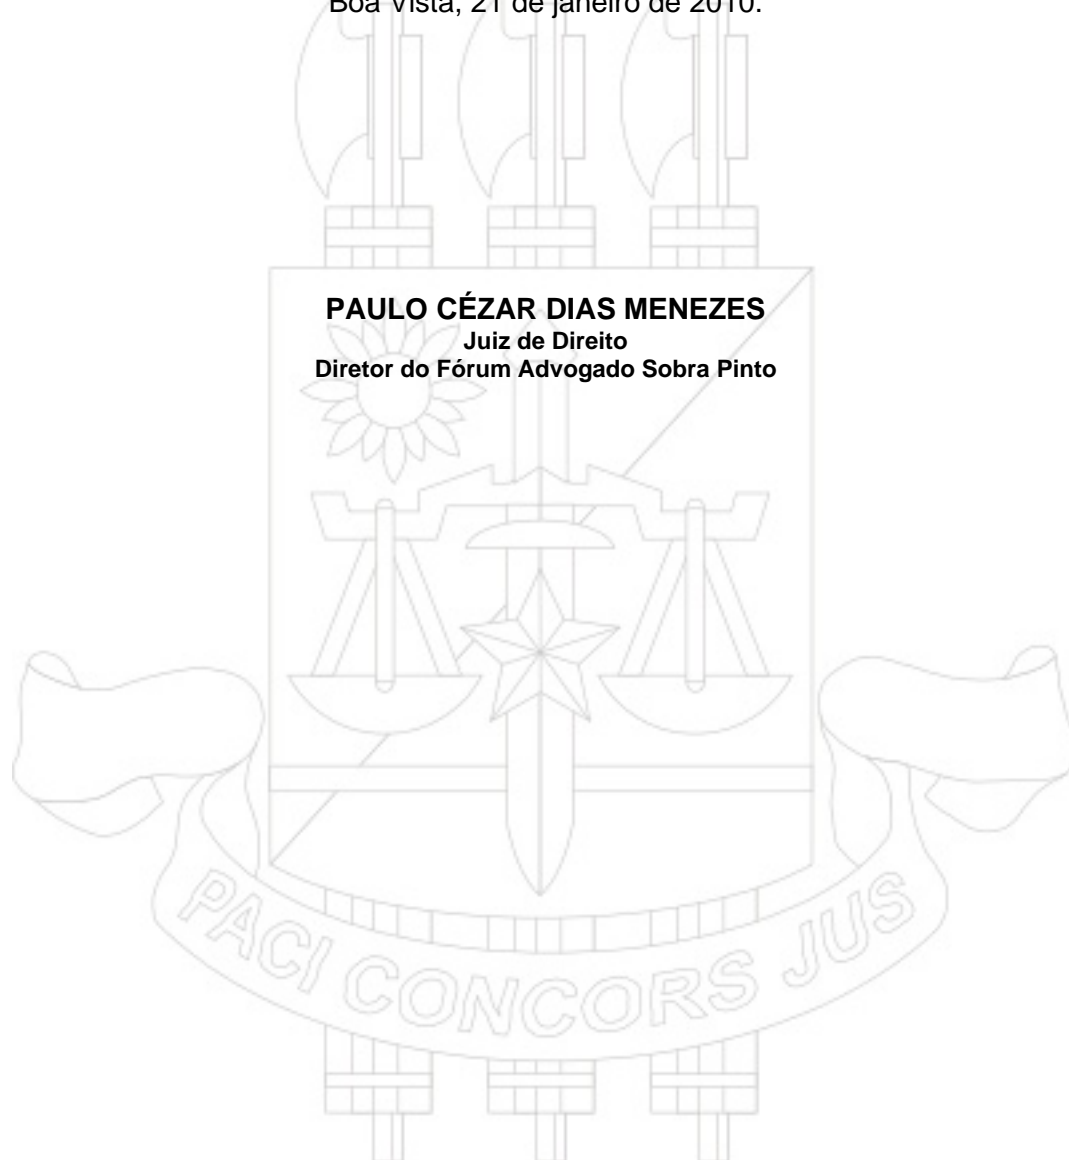 Boa Vista, 21 de janeiro de 2010.
PAULO CÉZAR DIAS MENEZES
Juiz de Direito
Diretor do Fórum Advogado Sobra Pinto
PACI CONCORS JUS